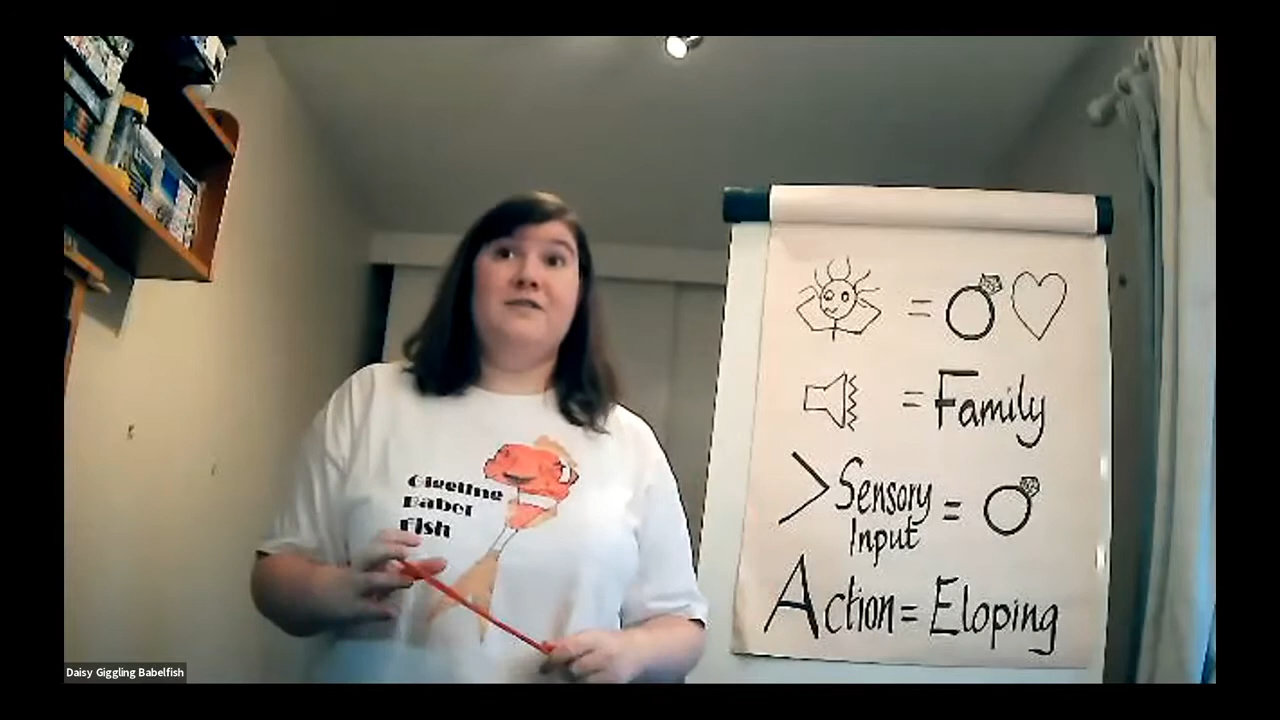 = 
= Family
> Sensory
Input =
Action = Eloping
Giggling
Babel
Fish
Daisy Giggling Babelfish